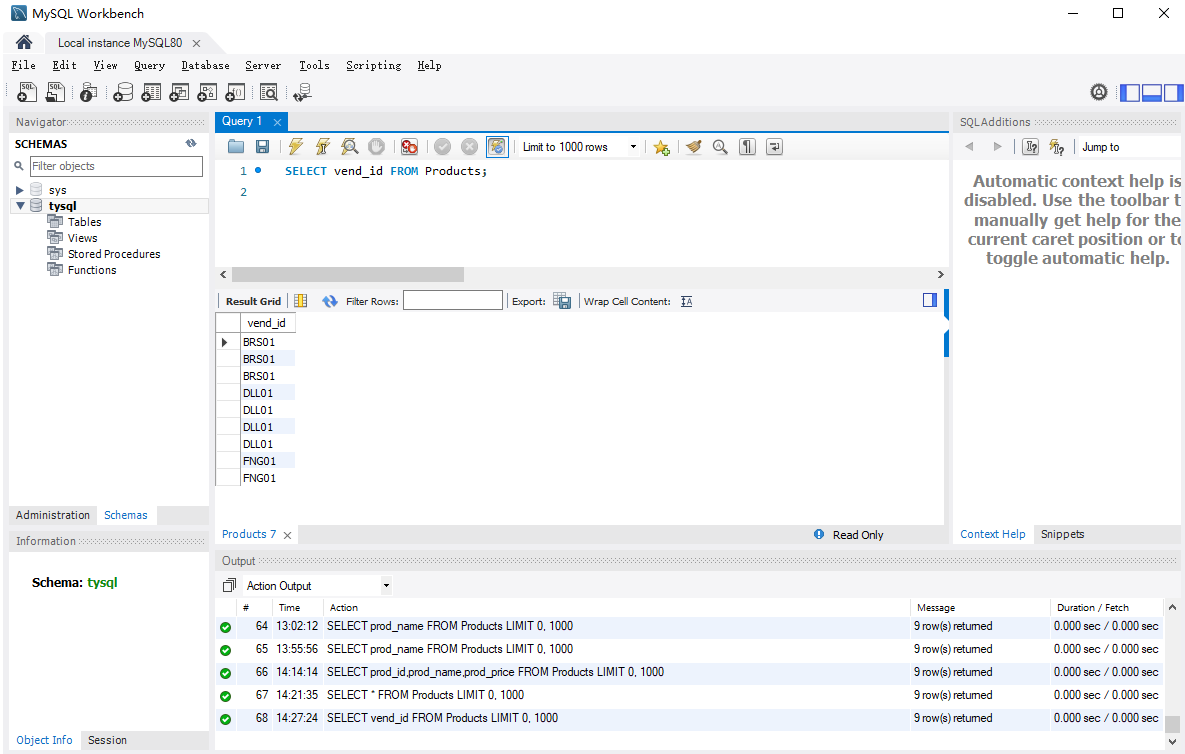 MySQL Workbench
Local instance MySQL80
File Edit View Query Database Server Tools Scripting Help
Navigator
SCHEMAS
Filter objects
sys
tysql
Tables
Views
Stored Procedures
Functions
Administration Schemas
Information
Schema: tysql
Object Info Session
Query 1
Limit to 1000 rows
1 SELECT vend_id FROM Products;
2
Result Grid Filter Rows: Export: Wrap Cell Content:
vend_id
BRS01
BRS01
BRS01
DLL01
DLL01
DLL01
DLL01
FNG01
FNG01
Products 7 Read Only
SQLAdditions
Jump to
Automatic context help is
disabled. Use the toolbar t
manually get help for the
current caret position or to
toggle automatic help.
Context Help Snippets
Output
Action Output
# Time Action Message Duration / Fetch
64 13:02:12 SELECT prod_name FROM Products LIMIT 0, 1000 9 row(s) returned 0.000 sec / 0.000 sec
65 13:55:56 SELECT prod_name FROM Products LIMIT 0, 1000 9 row(s) returned 0.000 sec / 0.000 sec
66 14:14:14 SELECT prod_id,prod_name,prod_price FROM Products LIMIT 0, 1000 9 row(s) returned 0.000 sec / 0.000 sec
67 14:21:35 SELECT * FROM Products LIMIT 0, 1000 9 row(s) returned 0.000 sec / 0.000 sec
68 14:27:24 SELECT vend_id FROM Products LIMIT 0, 1000 9 row(s) returned 0.000 sec / 0.000 sec